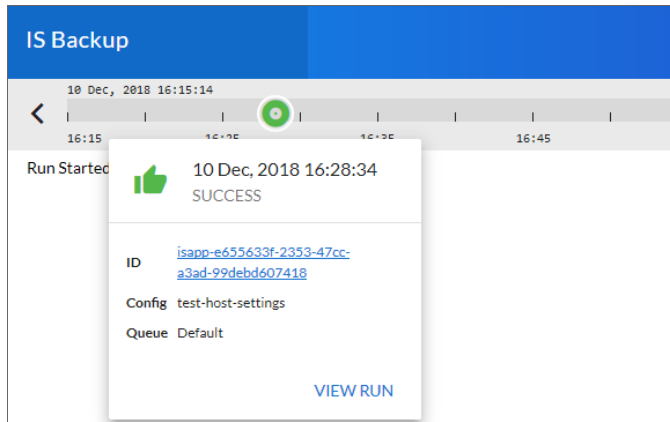 IS Backup
10 Dec, 2018 16:15:14
16:15
16:25
16:35
16:45
Run Started
10 Dec, 2018 16:28:34
SUCCESS
ID
isapp-e655633f-2353-47cc-
a3ad-99debd607418
Config test-host-settings
Queue Default
VIEW RUN